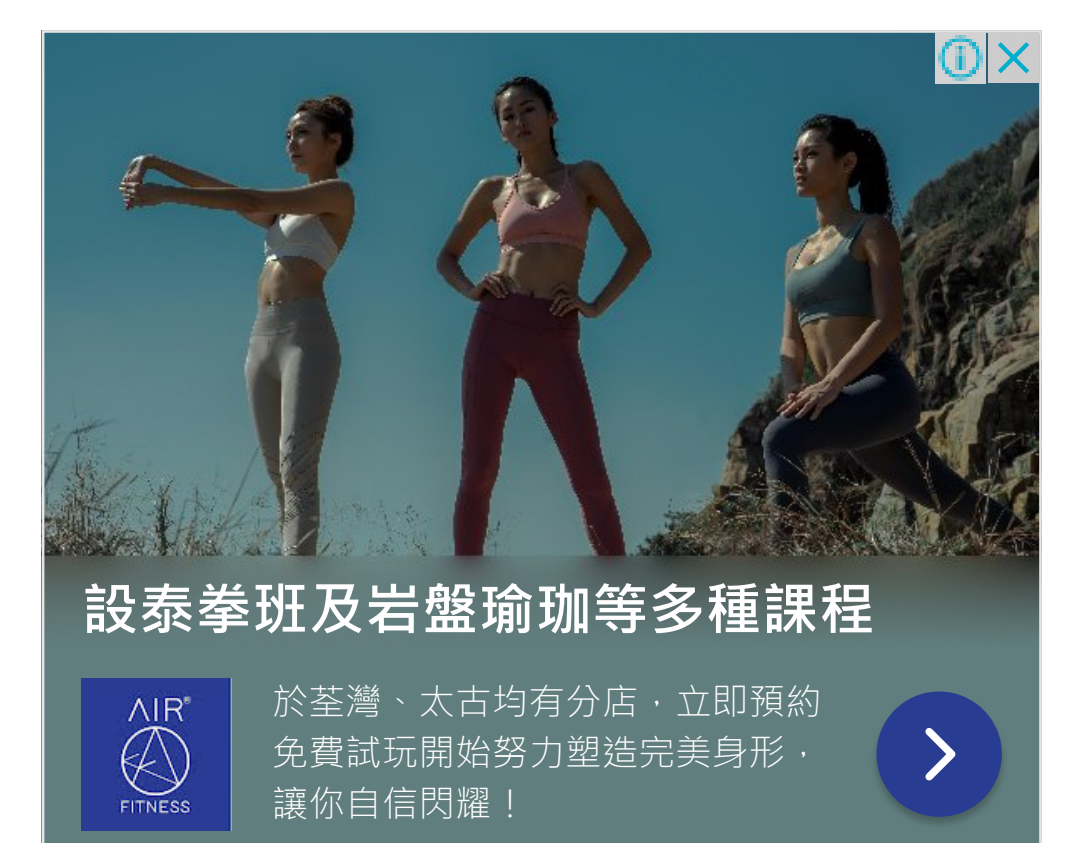 設泰拳班及岩盤瑜珈等多種課程
AIR®
FITNESS
於荃灣、太古均有分店，立即預約
免費試玩開始努力塑造完美身形，
讓你自信閃耀！